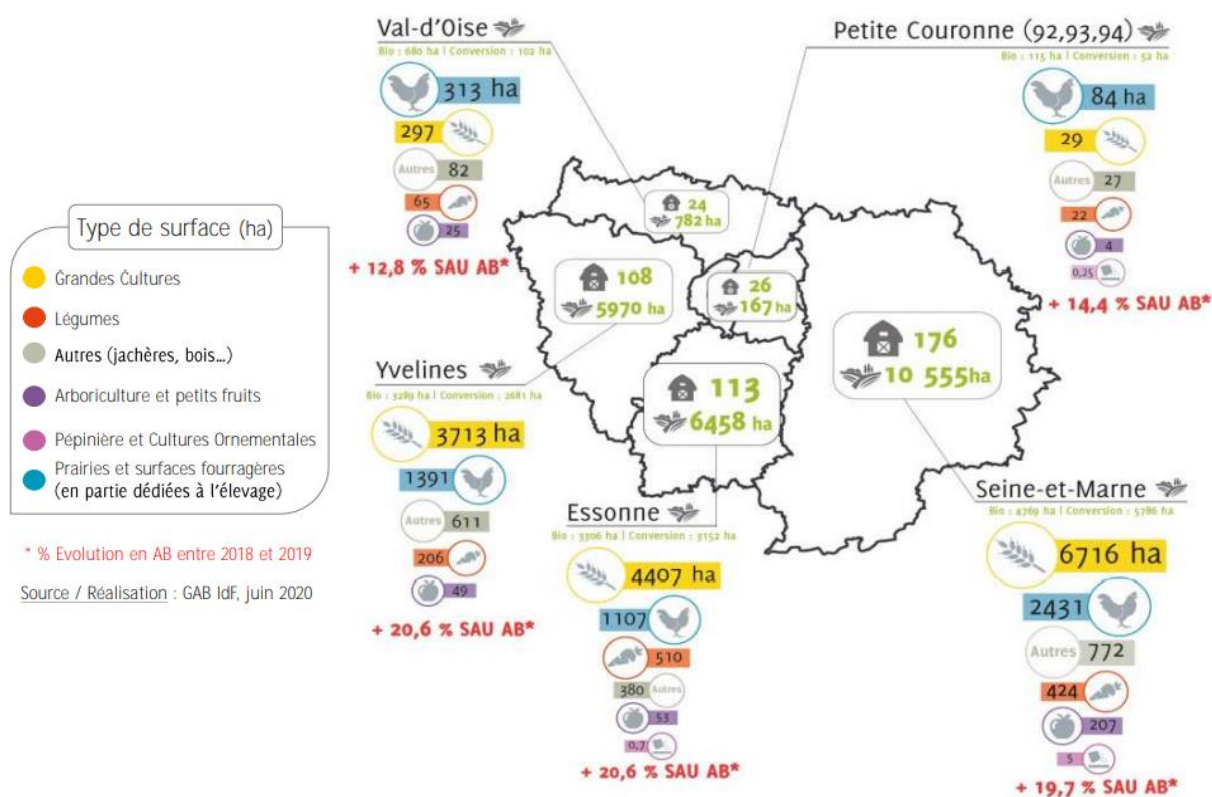 Val-d'Oise
Bio : 680 ha | Conversion : 102 ha
313 ha
297
Autres 82
65
25
+ 12,8 % SAU AB*
Petite Couronne (92,93,94)
Bio : 115 ha | Conversion : 52 ha
84 ha
29
Autres 27
22
4
0,25
+ 14,4 % SAU AB*
Type de surface (ha)
Grandes Cultures
Légumes
Autres (jachères, bois...)
Arboriculture et petits fruits
Pépinière et Cultures Ornementales
Prairies et surfaces fourragères
(en partie dédiées à l'élevage)
* % Evolution en AB entre 2018 et 2019
Source / Réalisation : GAB IdF, juin 2020
24
782 ha
108
5970 ha
26
167 ha
176
10 555ha
113
6458 ha
Yvelines
Bio : 3289 ha | Conversion : 2681 ha
3713 ha
1391
Autres 611
206
49
+ 20,6 % SAU AB*
Essonne
Bio : 3306 ha | Conversion : 3152 ha
4407 ha
1107
510
380 Autres
53
0,7
+ 20,6 % SAU AB*
Seine-et-Marne
Bio : 4769 ha | Conversion : 5786 ha
6716 ha
2431
Autres 772
424
207
5
+ 19,7 % SAU AB*